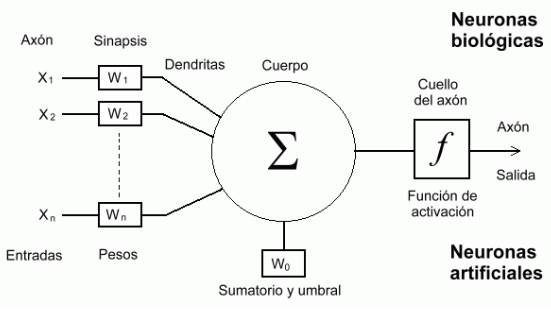 Neuronas
biológicas
Axón
Sinapsis
Dendritas
Cuerpo
Cuello
del axón
X1
W1
X2
W2
Σ
f
Axón
Salida
Xn
Wn
Función de
activación
Entradas
Pesos
W0
Sumatorio y umbral
Neuronas
artificiales